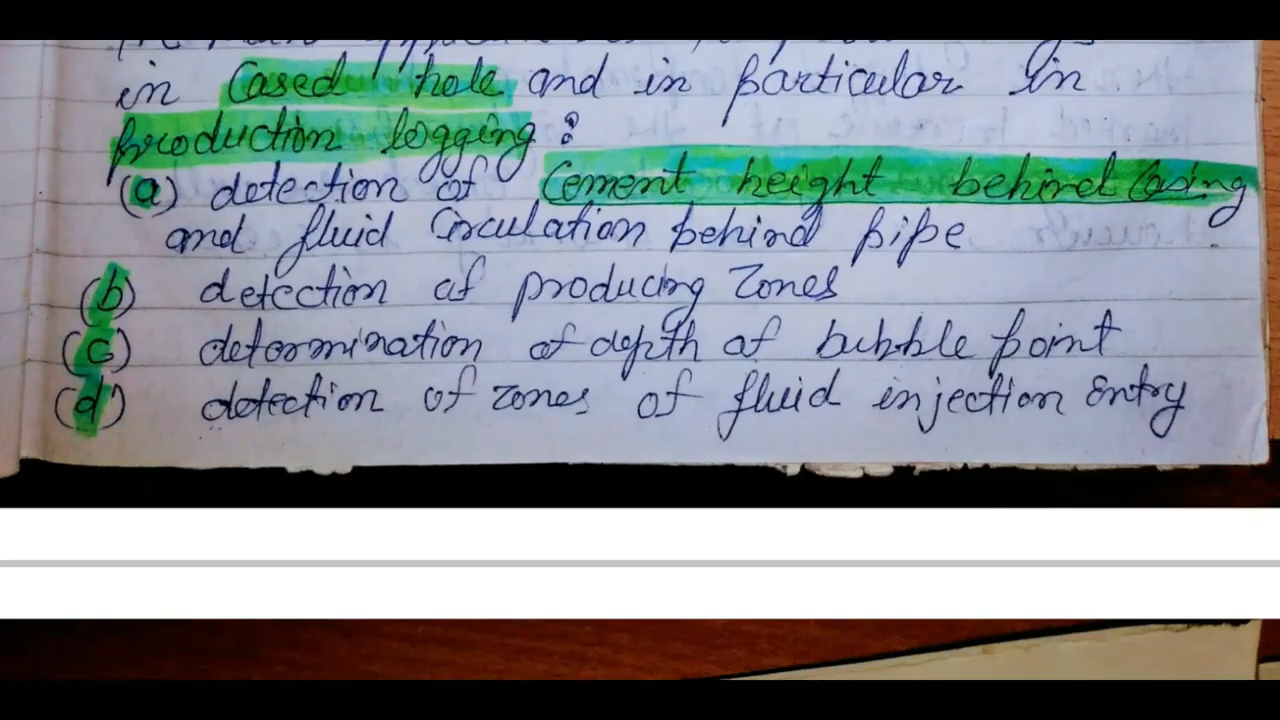 in Cased hole and in particular in
production logging :
(a) detection of Cement height behind Casing
and fluid Circulation behind pipe
(b) detection of producing zones
(c) determination of depth of bubble point
(d) detection of zones of fluid injection entry